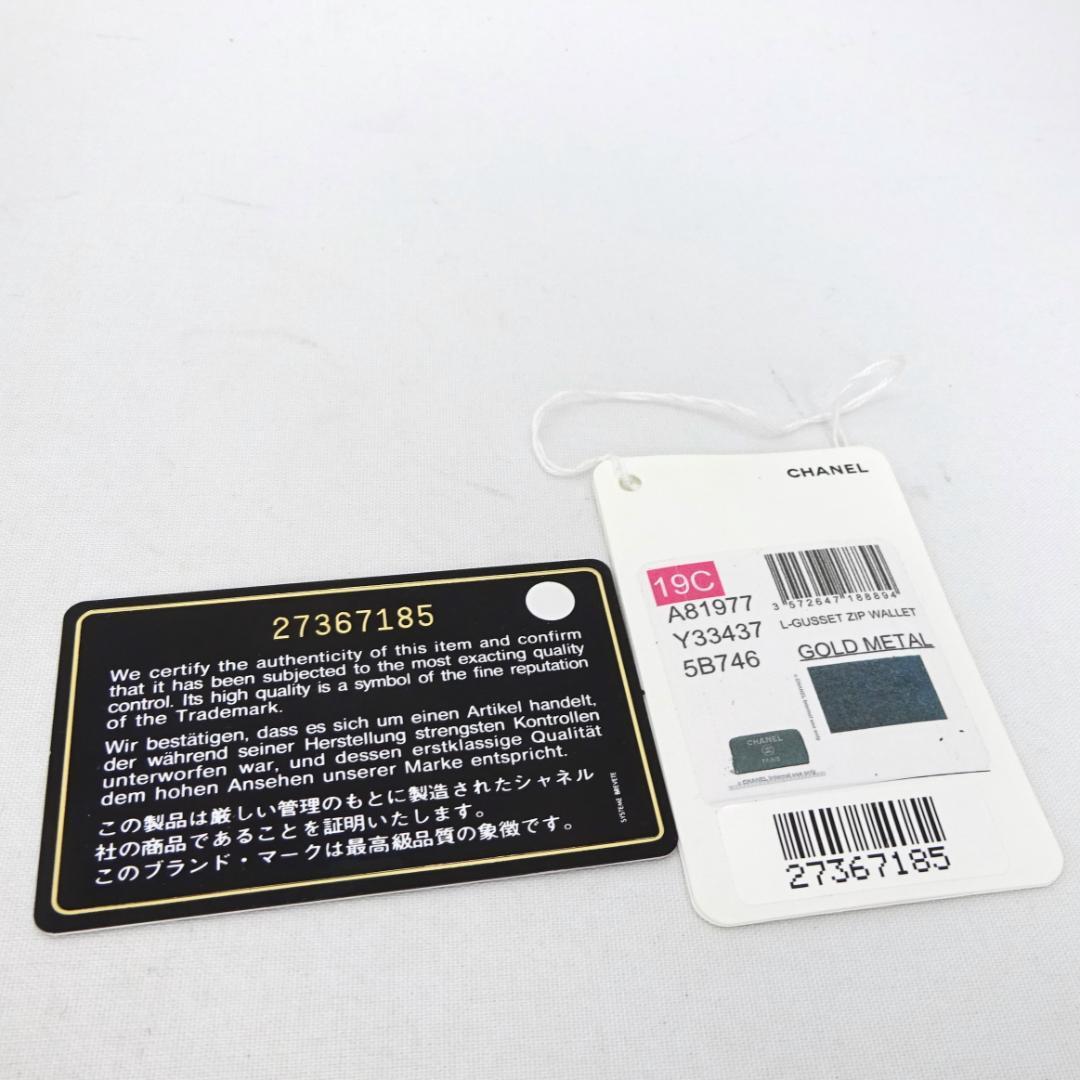 27367185
We certify the authenticity of this item and confirm
that it has been subjected to the most exacting quality
control. Its high quality is a symbol of the fine reputation
of the Trademark.
Wir bestätigen, dass es sich um einen Artikel handelt,
der während seiner Herstellung strengsten Kontrollen
unterworfen war, und dessen erstklassige Qualität
dem hohen Ansehen unserer Marke entspricht.
この製品は厳しい管理のもとに製造されたシャネル
社の商品であることを証明いたします。
このブランド・マークは最高級品質の象徴です。
SYSTEME BREVETE
CHANEL
19C
A81977
Y33437
5B746
3 572647 188894
L-GUSSET ZIP WALLET
GOLD METAL
CHANEL
PARIS
© CHANEL Internal use only
27367185